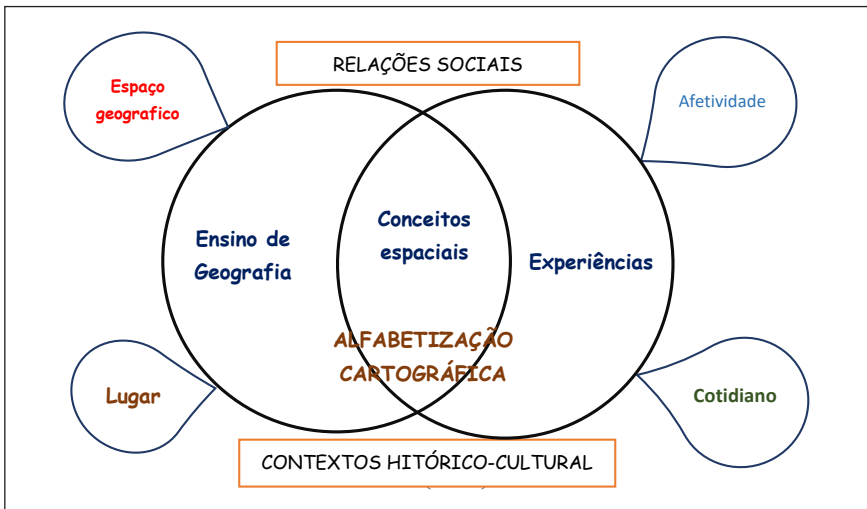 RELAÇÕES SOCIAIS
Espaço
geografico
Afetividade
Ensino de
Geografia
Conceitos
espaciais
Experiências
ALFABETIZAÇÃO
CARTOGRÁFICA
Lugar
Cotidiano
CONTEXTOS HITÓRICO-CULTURAL